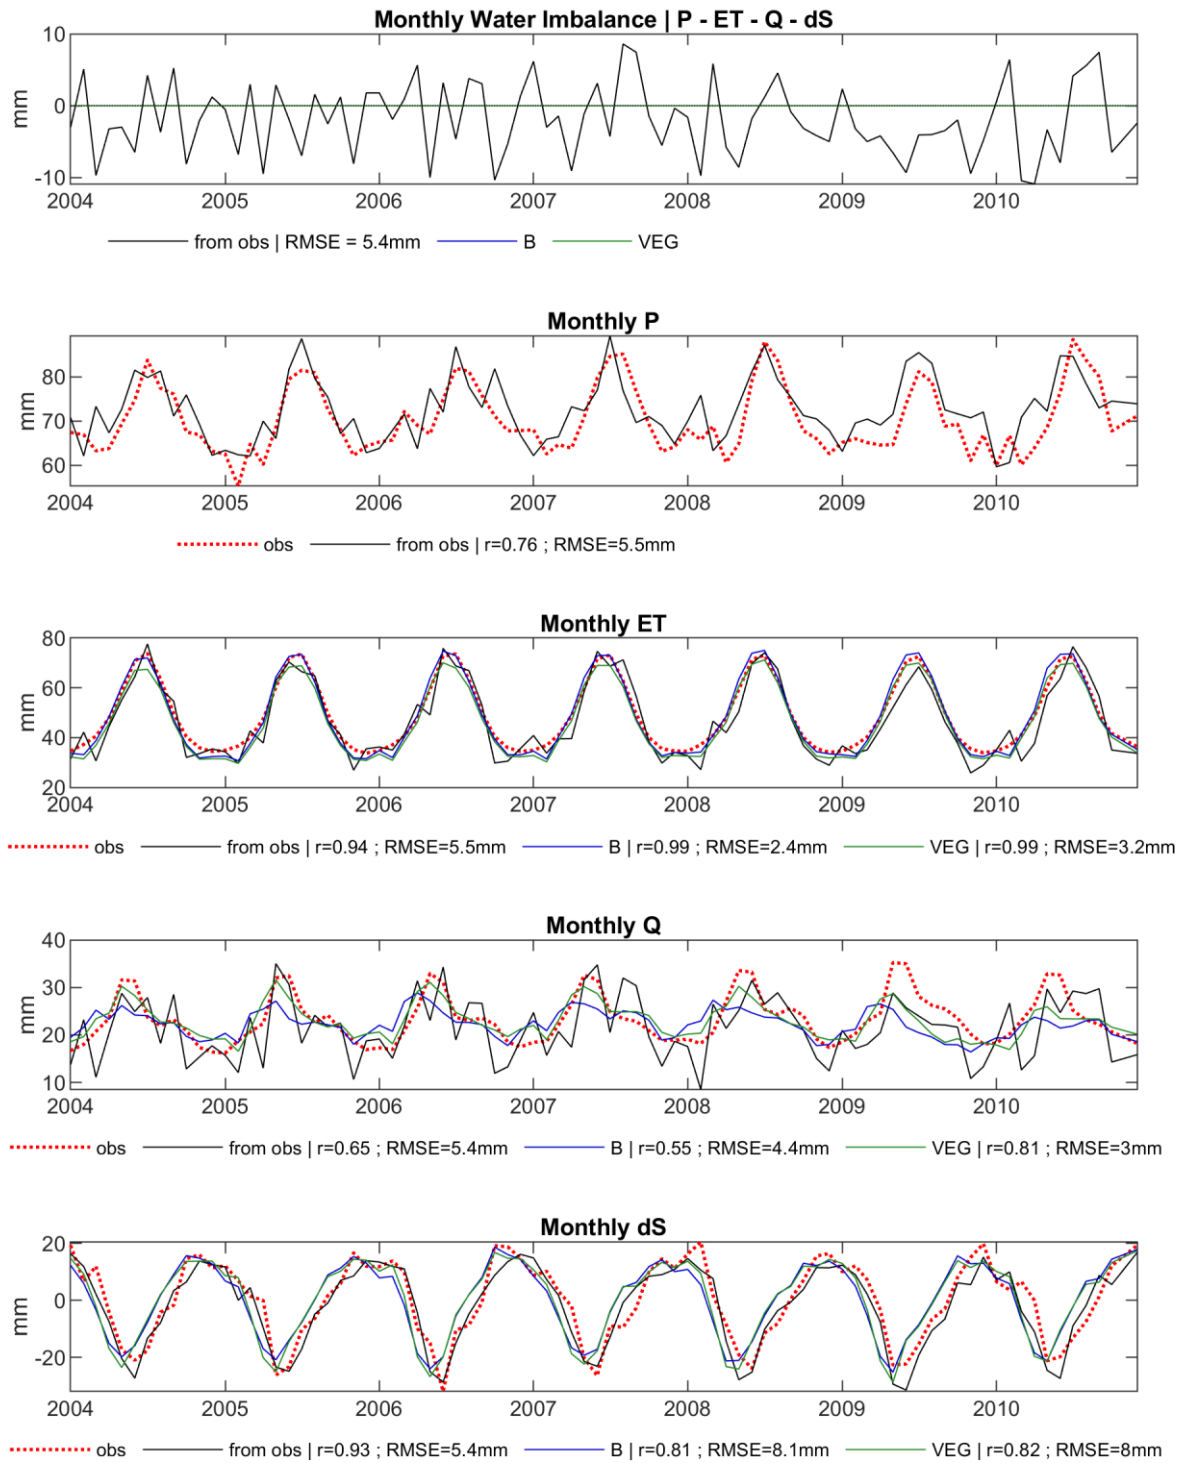 Monthly Water Imbalance | P - ET - Q - dS
10
0
-10
mm
2004 2005 2006 2007 2008 2009 2010
from obs | RMSE = 5.4mm B VEG
Monthly P
80
70
60
mm
2004 2005 2006 2007 2008 2009 2010
obs from obs | r=0.76 ; RMSE=5.5mm
Monthly ET
80
60
40
20
mm
2004 2005 2006 2007 2008 2009 2010
obs from obs | r=0.94 ; RMSE=5.5mm B | r=0.99 ; RMSE=2.4mm VEG | r=0.99 ; RMSE=3.2mm
Monthly Q
40
30
20
10
mm
2004 2005 2006 2007 2008 2009 2010
obs from obs | r=0.65 ; RMSE=5.4mm B | r=0.55 ; RMSE=4.4mm VEG | r=0.81 ; RMSE=3mm
Monthly dS
20
0
-20
mm
2004 2005 2006 2007 2008 2009 2010
obs from obs | r=0.93 ; RMSE=5.4mm B | r=0.81 ; RMSE=8.1mm VEG | r=0.82 ; RMSE=8mm